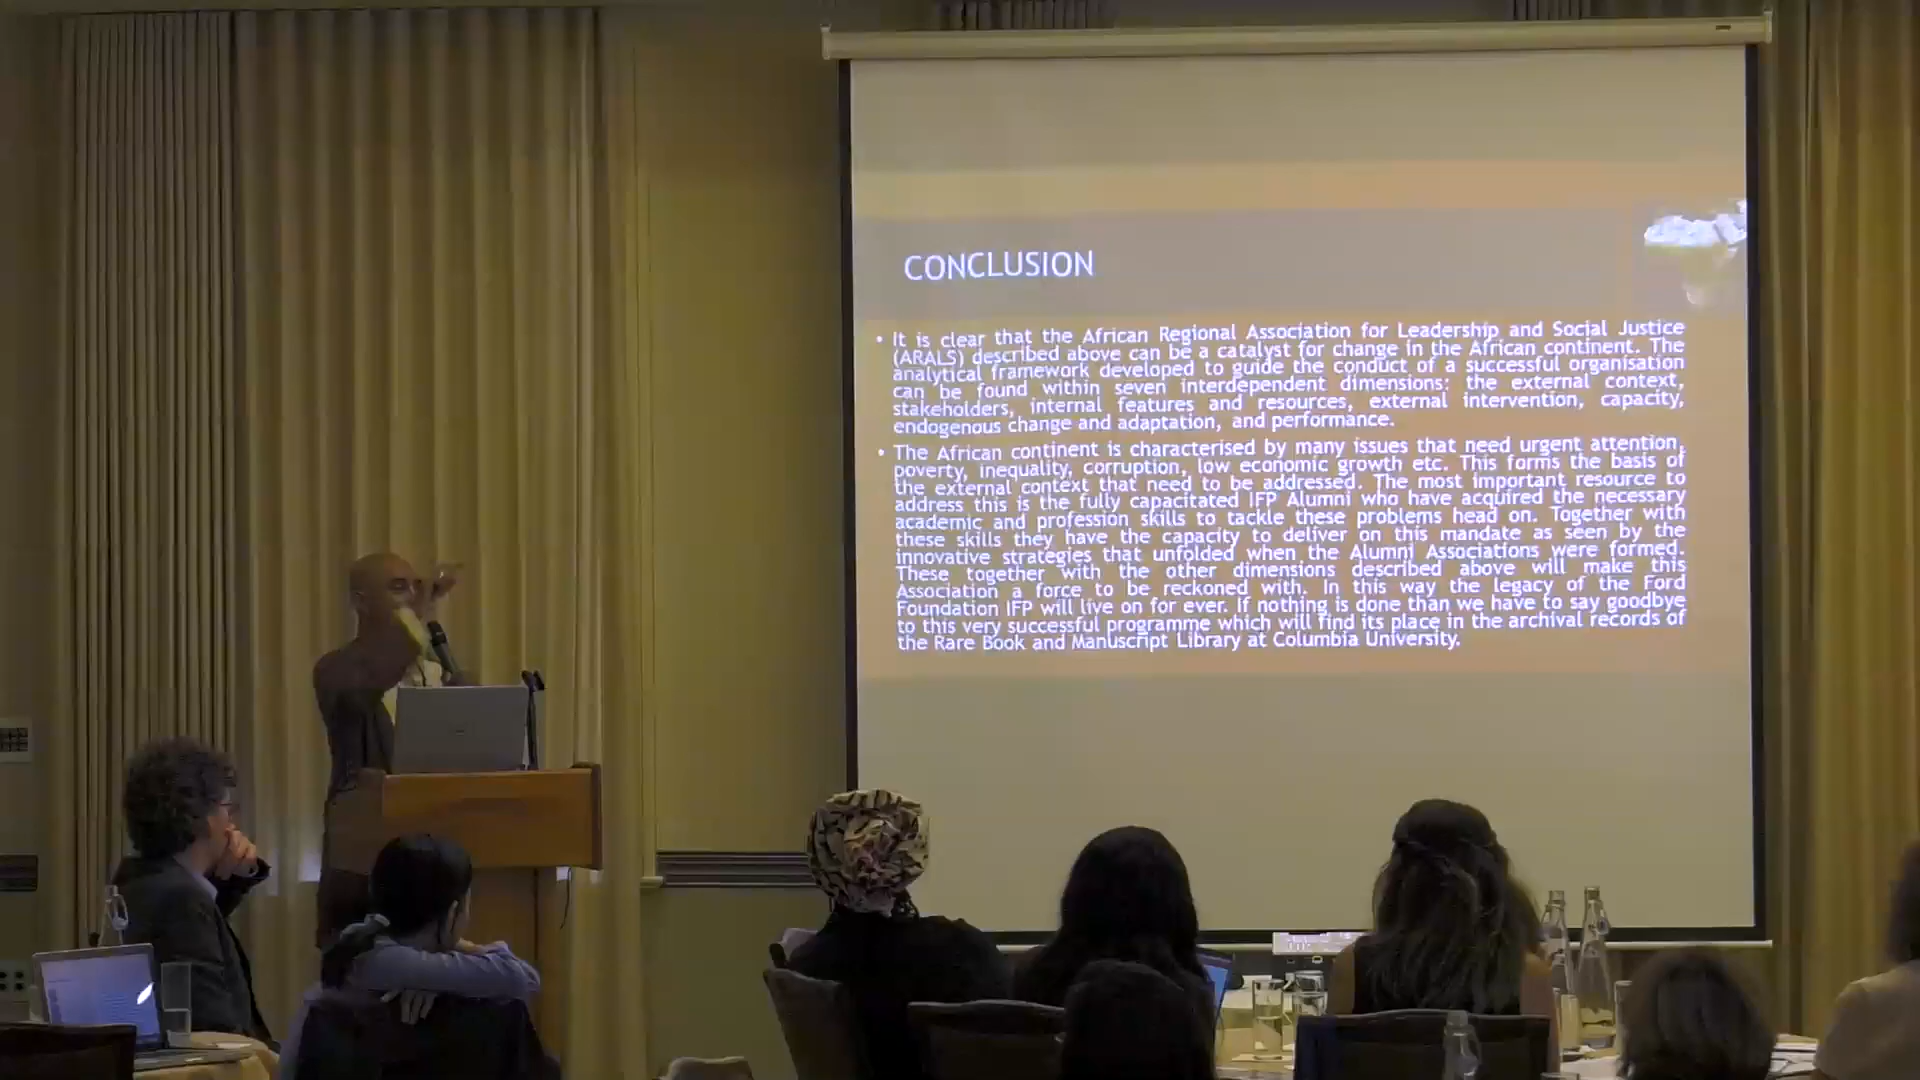 CONCLUSION
• It is clear that the African Regional Association for Leadership and Social Justice
(ARALS) described above can be a catalyst for change in the African continent. The
analytical framework developed to guide the conduct of a successful organisation
can be found within seven interdependent dimensions: the external context,
stakeholders, internal features and resources, external intervention, capacity,
endogenous change and adaptation, and performance.
• The African continent is characterised by many issues that need urgent attention,
poverty, inequality, corruption, low economic growth etc. This forms the basis of
the external context that need to be addressed. The most important resource to
address this is the fully capacitated IFP Alumni who have acquired the necessary
academic and profession skills to tackle these problems head on. Together with
these skills they have the capacity to deliver on this mandate as seen by the
innovative strategies that unfolded when the Alumni Associations were formed.
These together with the other dimensions described above will make this
Association a force to be reckoned with. In this way the legacy of the Ford
Foundation IFP will live on for ever. If nothing is done than we have to say goodbye
to this very successful programme which will find its place in the archival records of
the Rare Book and Manuscript Library at Columbia University.